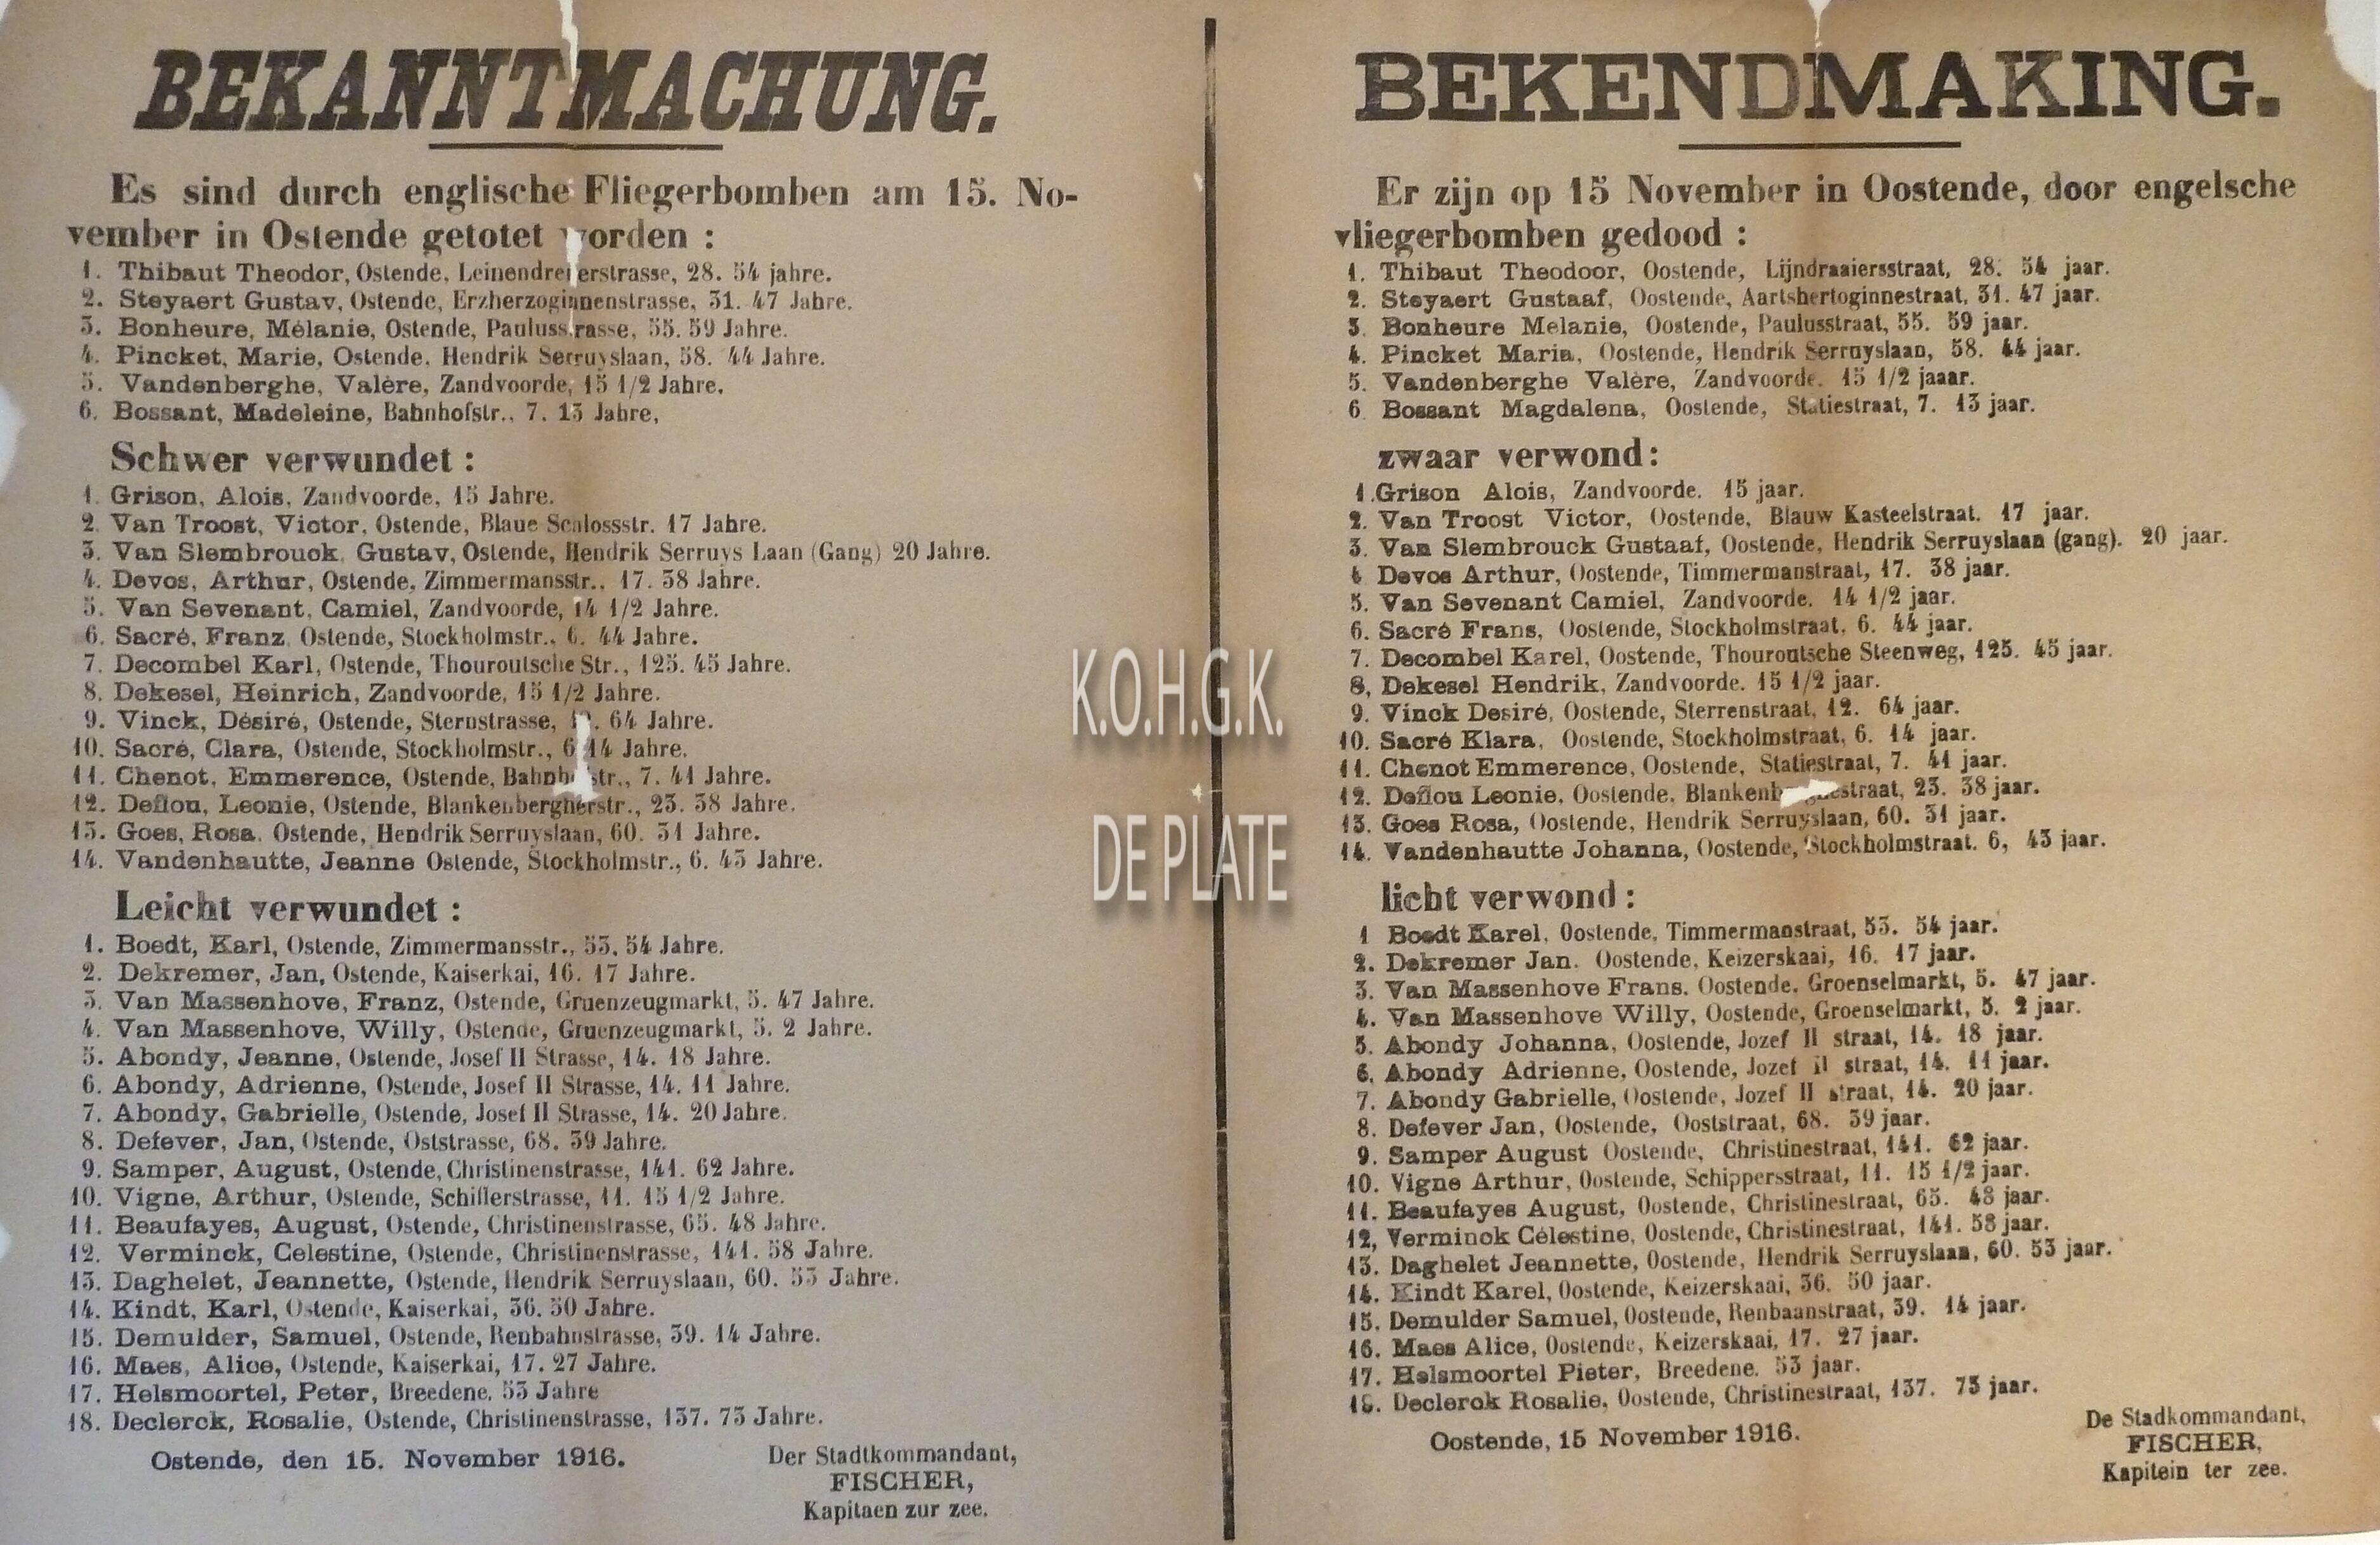 BEKANNTMACHUNG.
Es sind durch englische Fliegerbomben am 15. No-
vember in Ostende getotet worden :
1. Thibaut Theodor, Ostende, Leinendreierstrasse, 28. 54 jahre.
2. Steyaert Gustav, Ostende, Erzherzoginnenstrasse, 31. 47 Jahre.
3. Bonheure, Mélanie, Ostende, Paulusstrasse, 55. 59 Jahre.
4. Pincket, Marie, Ostende, Hendrik Serruyslaan, 58. 44 Jahre.
5. Vandenberghe, Valère, Zandvoorde, 15 1/2 Jahre.
6. Bossant, Madeleine, Bahnhofstr., 7. 13 Jahre,
Schwer verwundet :
1. Grison, Alois, Zandvoorde, 15 Jahre.
2. Van Troost, Victor, Ostende, Blaue Schlossstr. 17 Jahre.
3. Van Slembrouck, Gustav, Ostende, Hendrik Serruys Laan (Gang) 20 Jahre.
4. Devos, Arthur, Ostende, Zimmermansstr., 17. 38 Jahre.
5. Van Sevenant, Camiel, Zandvoorde, 14 1/2 Jahre.
6. Sacré, Franz, Ostende, Stockholmstr., 6. 44 Jahre.
7. Decombel Karl, Ostende, Thouroutsche Str., 125. 45 Jahre.
8. Dekesel, Heinrich, Zandvoorde, 15 1/2 Jahre.
9. Vinck, Désiré, Ostende, Sternstrasse, 64 Jahre.
10. Sacré, Clara, Ostende, Stockholmstr., 6 14 Jahre.
11. Chenot, Emmerence, Ostende, 7. 41 Jahre.
12. Deflou, Leonie, Ostende, Blankenbergherstr., 23. 38 Jahre.
13. Goes, Rosa, Ostende, Hendrik Serruyslaan, 60. 31 Jahre.
14. Vandenhautte, Jeanne Ostende, Stockholmstr., 6. 43 Jahre.
Leicht verwundet :
1. Boedt, Karl, Ostende, Zimmermansstr., 53, 54 Jahre.
2. Dekremer, Jan, Ostende, Kaiserkai, 16. 17 Jahre.
3. Van Massenhove, Franz, Ostende, Gruenzeugmarkt, 5. 47 Jahre.
4. Van Massenhove, Willy, Ostende, Gruenzeugmarkt, 5. 2 Jahre.
5. Abondy, Jeanne, Ostende, Josef II Strasse, 14. 18 Jahre.
6. Abondy, Adrienne, Ostende, Josef II Strasse, 14. 11 Jahre.
7. Abondy, Gabrielle, Ostende, Josef II Strasse, 14. 20 Jahre.
8. Defever, Jan, Ostende, Oststrasse, 68. 39 Jahre.
9. Samper, August, Ostende, Christinenstrasse, 141. 62 Jahre.
10. Vigne, Arthur, Ostende, Schifferstrasse, 11. 15 1/2 Jahre.
11. Beaufayes, August, Ostende, Christinenstrasse, 65. 48 Jahre.
12. Verminck, Celestine, Ostende, Christinenstrasse, 141. 58 Jahre.
13. Daghelet, Jeannette, Ostende, Hendrik Serruyslaan, 60. 53 Jahre.
14. Kindt, Karl, Ostende, Kaiserkai, 36. 50 Jahre.
15. Demulder, Samuel, Ostende, Renbahnstrasse, 39. 14 Jahre.
16. Maes, Alice, Ostende, Kaiserkai, 17. 27 Jahre.
17. Helsmoortel, Peter, Breedene, 53 Jahre
18. Declerck, Rosalie, Ostende, Christinenstrasse, 137. 73 Jahre.
Ostende, den 15. November 1916.
Der Stadtkommandant,
FISCHER,
Kapitaen zur zee.
K.O.H.G.K.
DE PLATE
BEKENDMAKING.
Er zijn op 15 November in Oostende, door engelsche
vliegerbomben gedood :
1. Thibaut Theodoor, Oostende, Lijndraaiersstraat, 28. 54 jaar.
2. Steyaert Gustaaf, Oostende, Aartshertoginnestraat, 31. 47 jaar.
3. Bonheure Melanie, Oostende, Paulusstraat, 55. 59 jaar.
4. Pincket Maria, Oostende, Hendrik Serruyslaan, 58. 44 jaar.
5. Vandenberghe Valère, Zandvoorde. 15 1/2 jaaar.
6. Bossant Magdalena, Oostende, Statiestraat, 7. 13 jaar.
zwaar verwond :
1. Grison Alois, Zandvoorde. 15 jaar.
2. Van Troost Victor, Oostende, Blauw Kasteelstraat. 17 jaar.
3. Van Slembrouck Gustaaf, Oostende, Hendrik Serruyslaan (gang). 20 jaar.
4 Devos Arthur, Oostende, Timmermanstraat, 17. 38 jaar.
5. Van Sevenant Camiel, Zandvoorde. 14 1/2 jaar.
6. Sacré Frans, Oostende, Stockholmstraat, 6. 44 jaar.
7. Decombel Karel, Oostende, Thouroutsche Steenweg, 125. 45 jaar.
8, Dekesel Hendrik, Zandvoorde. 15 1/2 jaar.
9. Vinck Desiré, Oostende, Sterrenstraat, 12. 64 jaar.
10. Sacré Klara, Oostende, Stockholmstraat, 6. 14 jaar.
11. Chenot Emmerence, Oostende, Statiestraat, 7. 41 jaar.
12. Deflou Leonie, Oostende, 23. 38 jaar.
13. Goes Rosa, Oostende, Hendrik Serruyslaan, 60. 31 jaar.
14. Vandenhautte Johanna, Oostende, Stockholmstraat. 6, 43 jaar.
licht verwond :
1 Boedt Karel, Oostende, Timmermanstraat, 53. 54 jaar.
2. Dekremer Jan. Oostende, Keizerskaai, 16. 17 jaar.
3. Van Massenhove Frans. Oostende, Groenselmarkt, 5. 47 jaar.
4. Van Massenhove Willy, Oostende, Groenselmarkt, 5. 2 jaar.
5. Abondy Johanna, Oostende, Jozef II straat, 14. 18 jaar.
6. Abondy Adrienne, Oostende, Jozef II straat, 14. 11 jaar.
7. Abondy Gabrielle, Oostende, Jozef II straat, 14. 20 jaar.
8. Defever Jan, Oostende, Ooststraat, 68. 39 jaar.
9. Samper August Oostende, Christinestraat, 141. 62 jaar.
10. Vigne Arthur, Oostende, Schippersstraat, 11. 15 1/2 jaar.
11. Beaufayes August, Oostende, Christinestraat, 65. 48 jaar.
12, Verminck Célestine, Oostende, Christinestraat, 141. 58 jaar.
13. Daghelet Jeannette, Oostende, Hendrik Serruyslaan, 60. 53 jaar.
14. Kindt Karel, Oostende, Keizerskaai, 36. 50 jaar.
15. Demulder Samuel, Oostende, Renbaanstraat, 39. 14 jaar.
16. Maes Alice, Oostende, Keizerskaai, 17. 27 jaar.
17. Helsmoortel Pieter, Breedene. 53 jaar.
18. Declerck Rosalie, Oostende, Christinestraat, 137. 73 jaar.
Oostende, 15 November 1916.
De Stadkommandant,
FISCHER,
Kapitein ter zee.